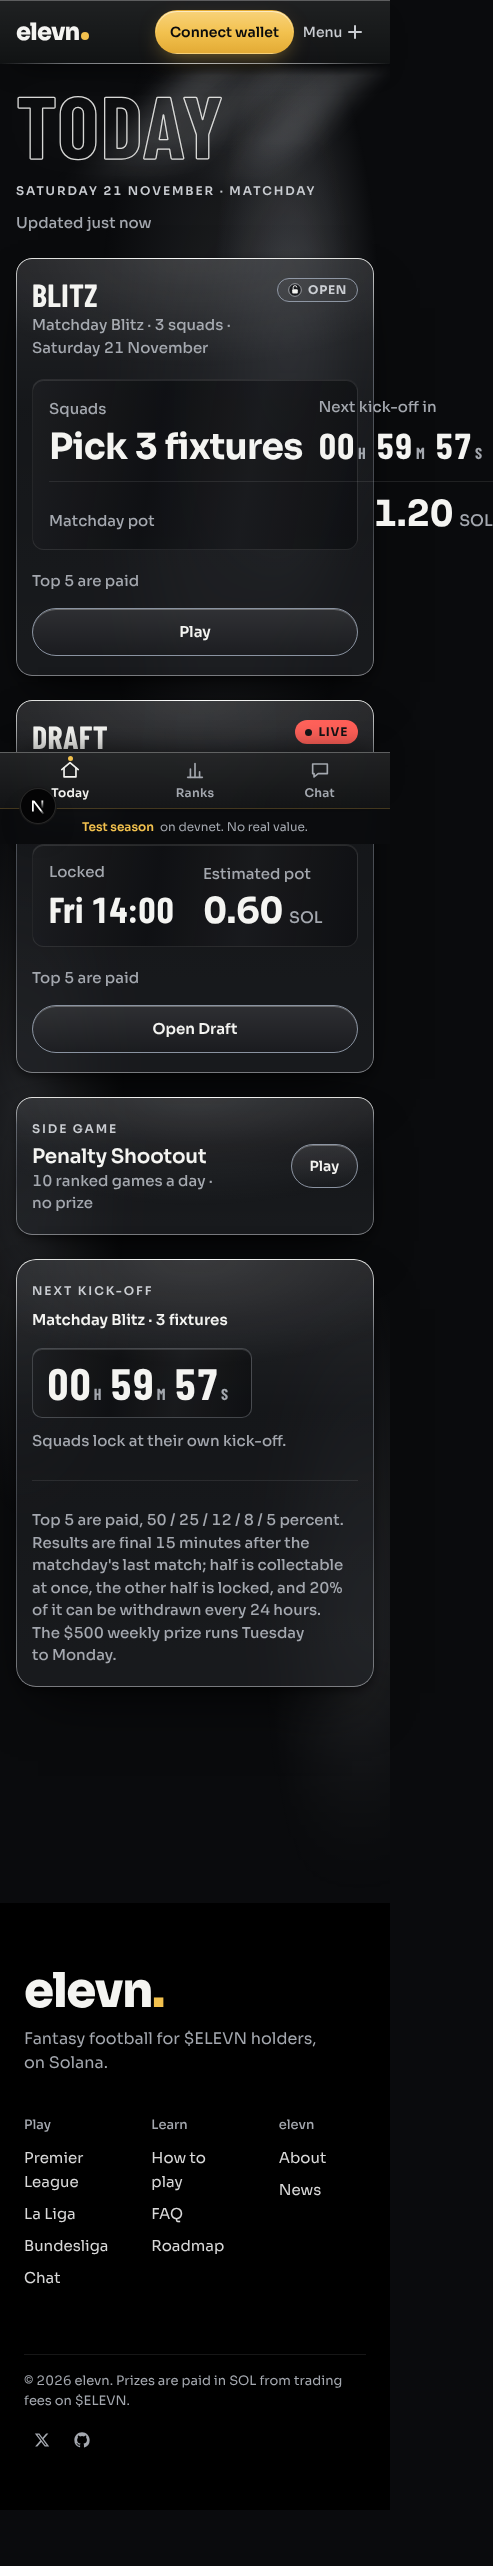 elevn.
Connect wallet
Menu
TODAY
SATURDAY 21 NOVEMBER · MATCHDAY
Updated just now
BLITZ
OPEN
Matchday Blitz · 3 squads ·
Saturday 21 November
Squads
Next kick-off in
Pick 3 fixtures
00H 59M 57S
Matchday pot
1.20 SOL
Top 5 are paid
Play
DRAFT
LIVE
Today
Ranks
Chat
N
Test season on devnet. No real value.
Locked
Estimated pot
Fri 14:00
0.60 SOL
Top 5 are paid
Open Draft
SIDE GAME
Penalty Shootout
10 ranked games a day ·
no prize
Play
NEXT KICK-OFF
Matchday Blitz · 3 fixtures
00H 59M 57S
Squads lock at their own kick-off.
Top 5 are paid, 50 / 25 / 12 / 8 / 5 percent.
Results are final 15 minutes after the
matchday's last match; half is collectable
at once, the other half is locked, and 20%
of it can be withdrawn every 24 hours.
The $500 weekly prize runs Tuesday
to Monday.
elevn.
Fantasy football for $ELEVN holders,
on Solana.
Play
Learn
elevn
Premier
League
How to
play
About
La Liga
FAQ
News
Bundesliga
Roadmap
Chat
© 2026 elevn. Prizes are paid in SOL from trading
fees on $ELEVN.